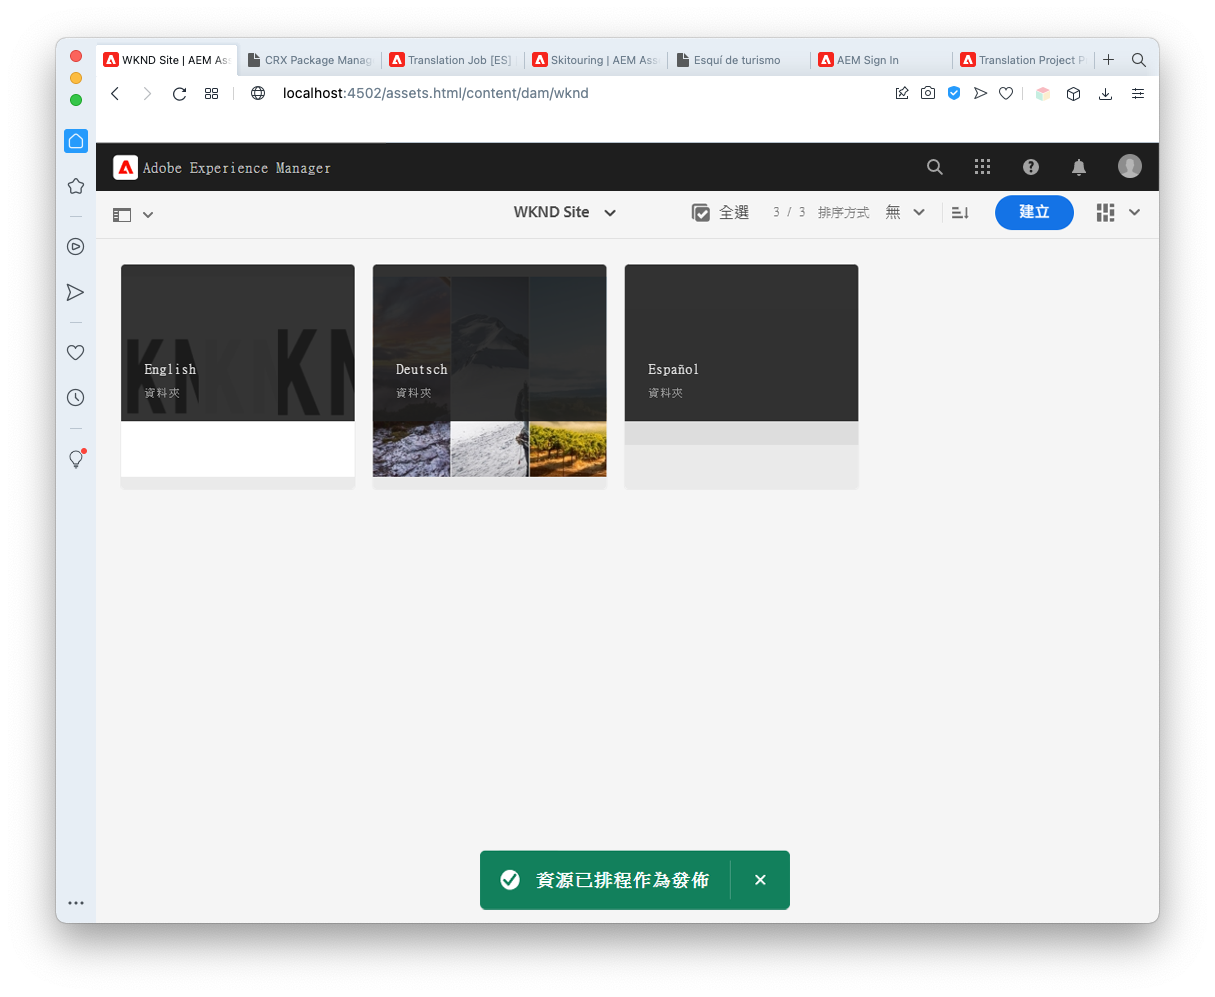 WKND Site | AEM Ass
CRX Package Manag
Translation Job [ES]
Skitouring | AEM Ass
Esquí de turismo
AEM Sign In
Translation Project P
localhost:4502/assets.html/content/dam/wknd
Adobe Experience Manager
WKND Site
全選
3 / 3
排序方式
無
建立
English
資料夾
Deutsch
資料夾
Español
資料夾
資源已排程作為發佈